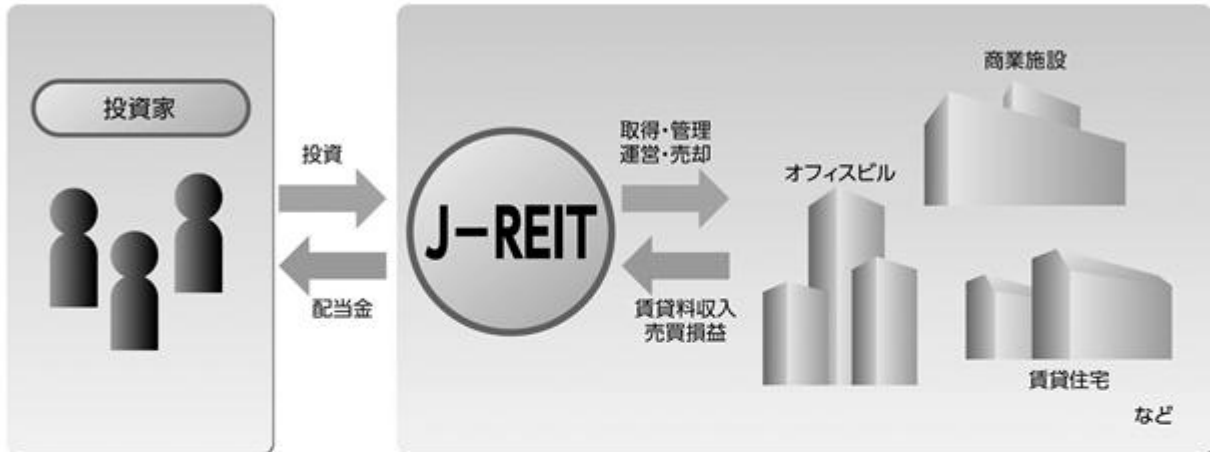 投資家
投資
配当金
J-REIT
取得・管理
運営・売却
賃貸料収入
売買損益
商業施設
オフィスビル
賃貸住宅
など